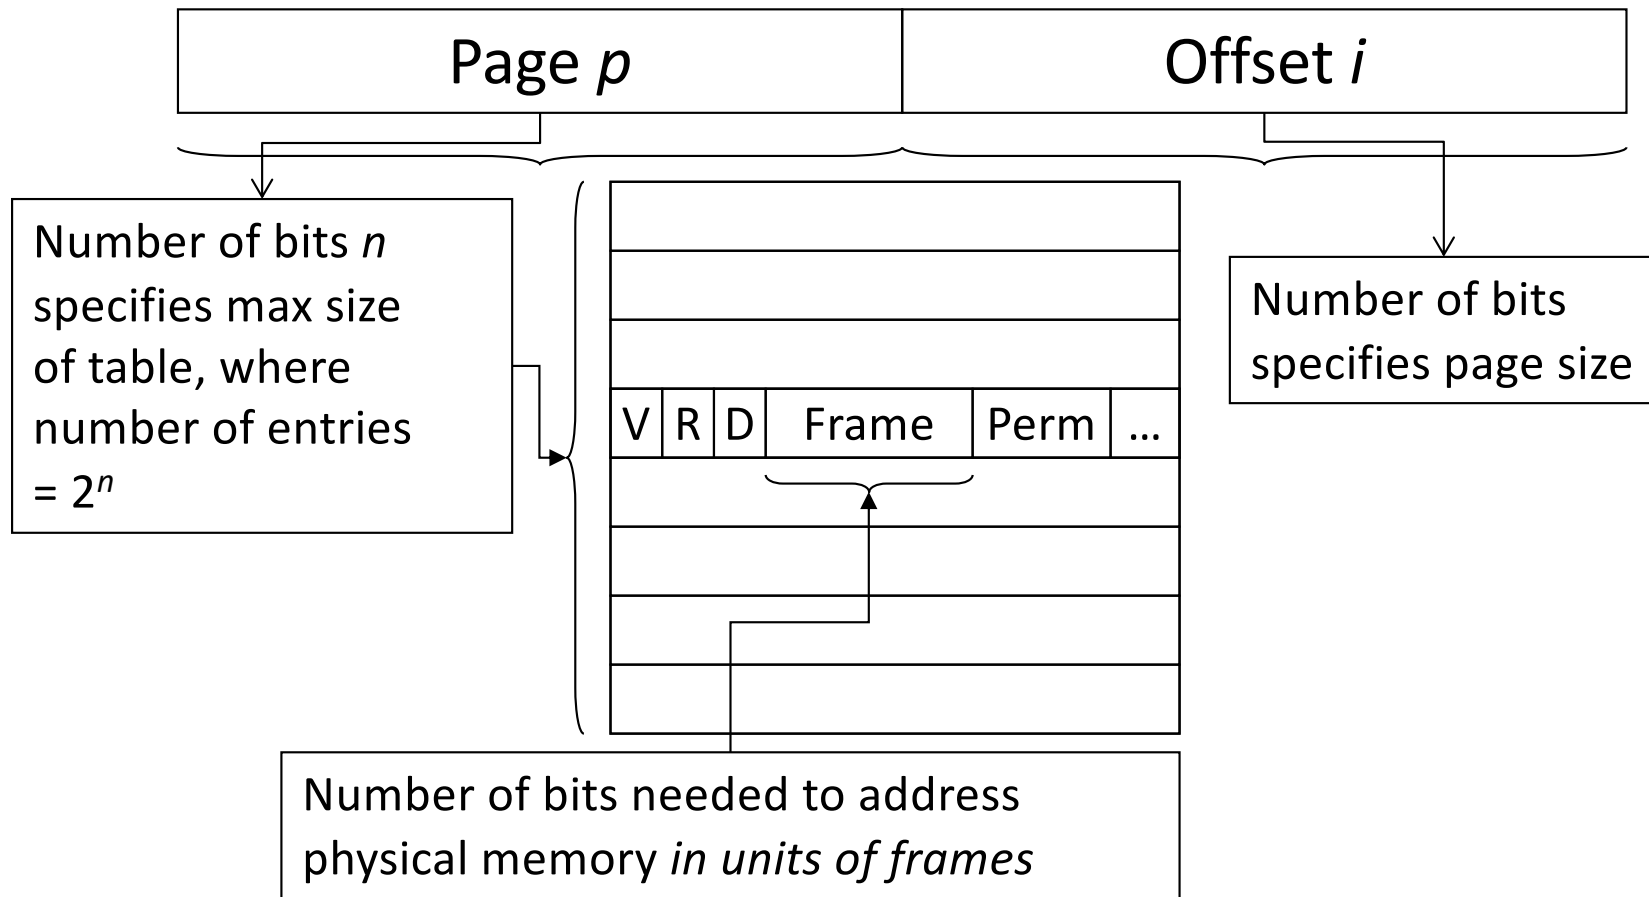 Page p
Offset i
Number of bits n
specifies max size
of table, where
number of entries
= 2ⁿ
Number of bits
specifies page size
V R D Frame Perm ...
Number of bits needed to address
physical memory in units of frames